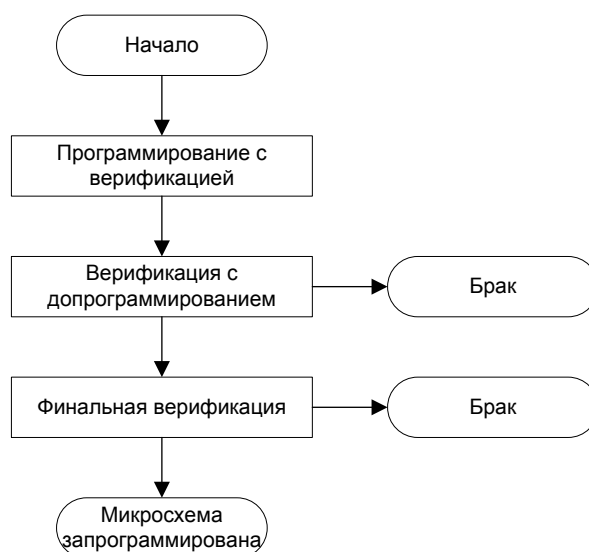 Начало
Программирование с
верификацией
Верификация с
допрограммированием
Брак
Финальная верификация
Брак
Микросхема
запрограммирована